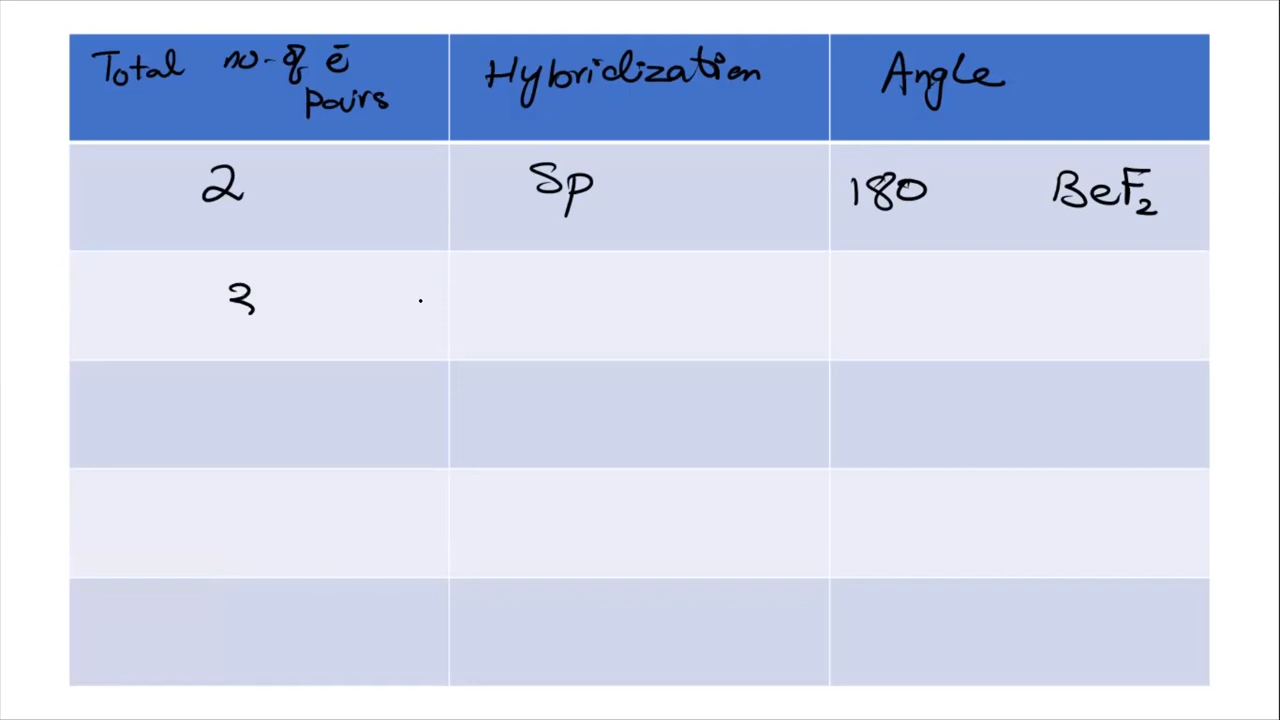 Total no. of ē pairs
Hybridization
Angle
2
Sp
180 BeF₂
3